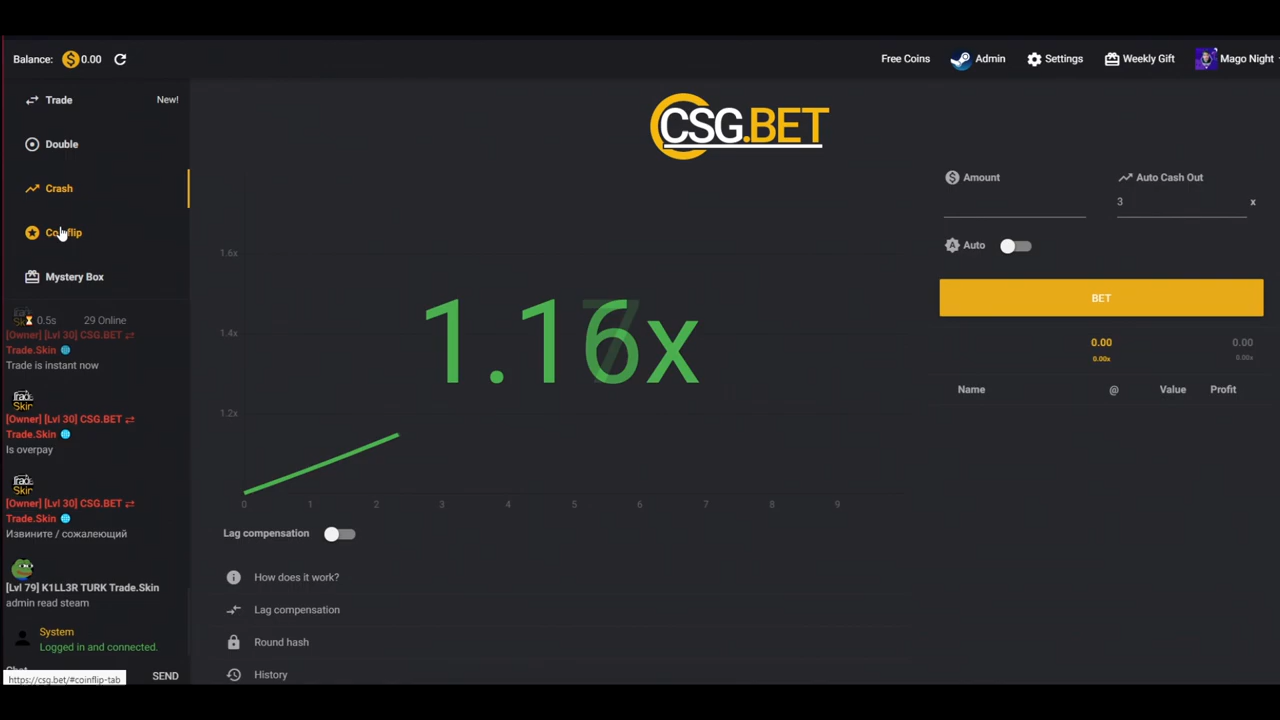 Balance: $ 0.00
Free Coins
Admin
Settings
Weekly Gift
Mago Night
Trade New!
Double
Crash
Coinflip
Mystery Box
0.5s 29 Online
[Owner] [Lvl 30] CSG.BET ⇄
Trade.Skin
Trade is instant now
[Owner] [Lvl 30] CSG.BET ⇄
Trade.Skin
Is overpay
[Owner] [Lvl 30] CSG.BET ⇄
Trade.Skin
Извините / сожалеющий
[Lvl 79] K1LL3R TURK Trade.Skin
admin read steam
System
Logged in and connected.
SEND
https://csg.bet/#coinflip-tab
CSG.BET
1.6x
1.4x
1.2x
1.16x
0 1 2 3 4 5 6 7 8 9
Lag compensation
How does it work?
Lag compensation
Round hash
History
Amount
Auto Cash Out
3 x
Auto
BET
0.00 0.00
0.00x 0.00x
Name @ Value Profit